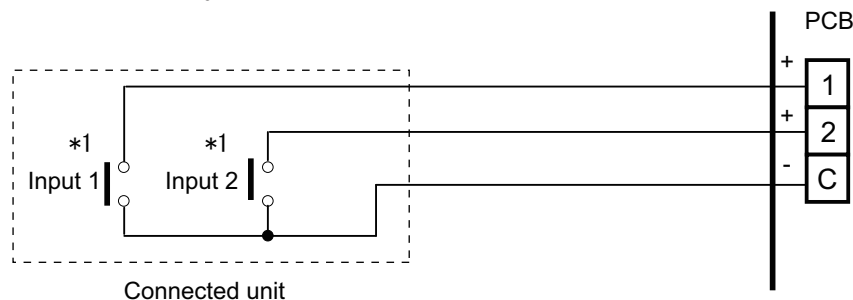 PCB
+
1
+
2
-
C
*1
*1
Input 1
Input 2
Connected unit